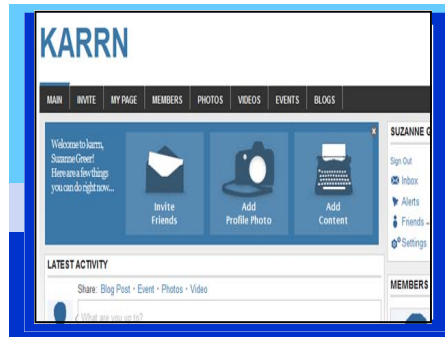 KARRN
MAIN INVITE MY PAGE MEMBERS PHOTOS VIDEOS EVENTS BLOGS
Welcome to karrn,
Suzanne Greer!
Here are a few things
you can do right now...
Invite
Friends
Add
Profile Photo
Add
Content
SUZANNE G
Sign Out
Inbox
Alerts
Friends –
Settings
LATEST ACTIVITY
Share: Blog Post · Event · Photos · Video
What are you up to?
MEMBERS